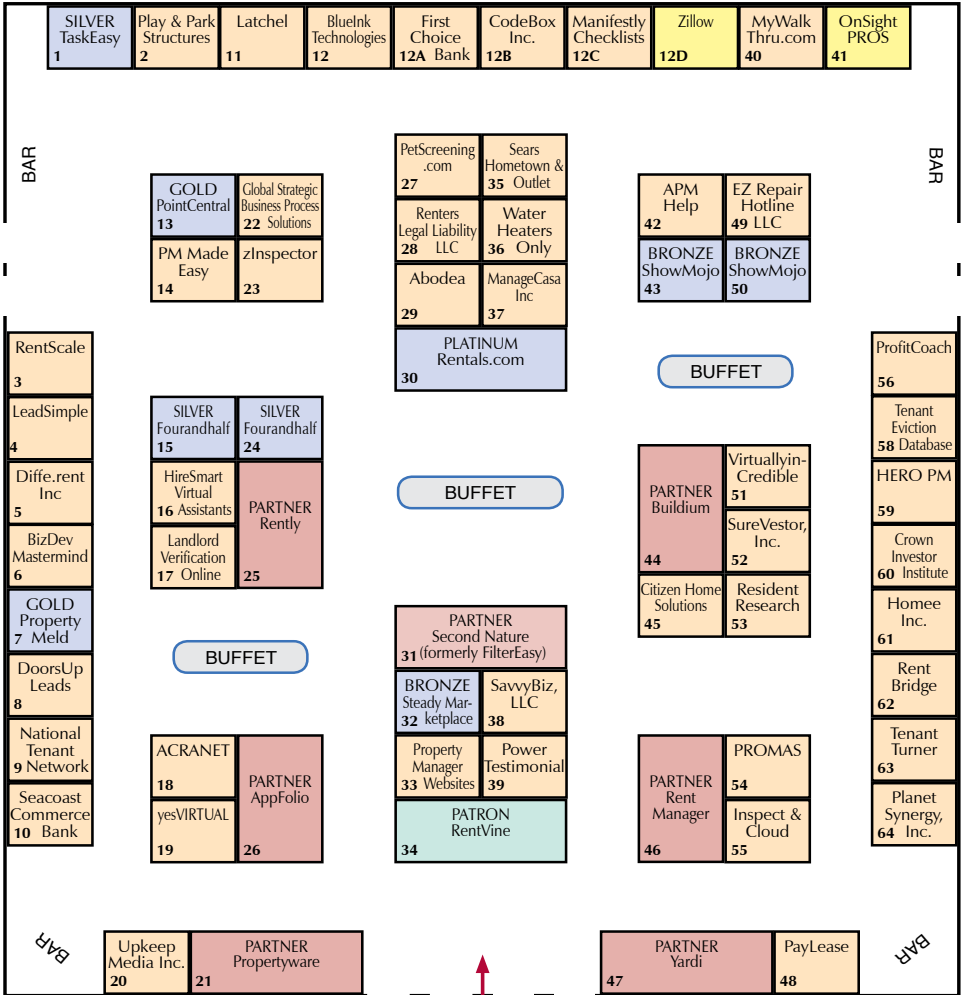 SILVER
TaskEasy
1
Play & Park
Structures
2
Latchel
11
BlueInk
Technologies
12
First
Choice
12A Bank
CodeBox
Inc.
12B
Manifestly
Checklists
12C
Zillow
12D
MyWalk
Thru.com
40
OnSight
PROS
41
BAR
BAR
GOLD
PointCentral
13
Global Strategic
Business Process
22 Solutions
PM Made
Easy
14
zInspector
23
PetScreening
.com
27
Sears
Hometown &
35 Outlet
Renters
Legal Liability
28 LLC
Water
Heaters
36 Only
Abodea
29
ManageCasa
Inc
37
PLATINUM
Rentals.com
30
APM
Help
42
EZ Repair
Hotline
49 LLC
BRONZE
ShowMojo
43
BRONZE
ShowMojo
50
BUFFET
RentScale
3
LeadSimple
4
Diffe.rent
Inc
5
BizDev
Mastermind
6
GOLD
Property
7 Meld
DoorsUp
Leads
8
National
Tenant
9 Network
Seacoast
Commerce
10 Bank
SILVER
Fourandhalf
15
SILVER
Fourandhalf
24
HireSmart
Virtual
16 Assistants
Landlord
Verification
17 Online
PARTNER
Rently
25
BUFFET
BUFFET
PARTNER
Buildium
44
Virtuallyin-
Credible
51
SureVestor,
Inc.
52
Citizen Home
Solutions
45
Resident
Research
53
ProfitCoach
56
Tenant
Eviction
58 Database
HERO PM
59
Crown
Investor
60 Institute
Homee
Inc.
61
Rent
Bridge
62
Tenant
Turner
63
Planet
Synergy,
64 Inc.
ACRANET
18
yesVIRTUAL
19
PARTNER
AppFolio
26
PARTNER
Second Nature
31 (formerly FilterEasy)
BRONZE
Steady Mar-
32 ketplace
SavvyBiz,
LLC
38
Property
Manager
33 Websites
Power
Testimonial
39
PATRON
RentVine
34
PARTNER
Rent
Manager
46
PROMAS
54
Inspect &
Cloud
55
BAR
Upkeep
Media Inc.
20
PARTNER
Propertyware
21
PARTNER
Yardi
47
PayLease
48
BAR